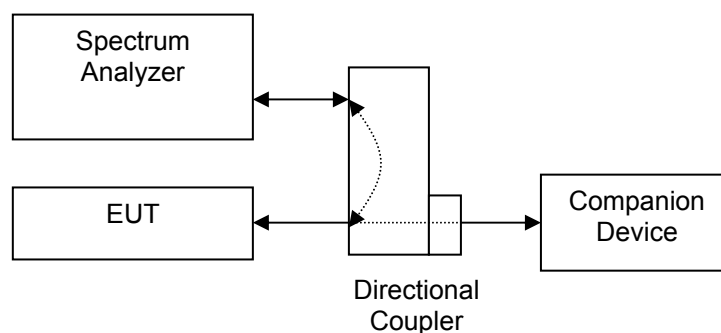 Spectrum
Analyzer
EUT
Companion
Device
Directional
Coupler